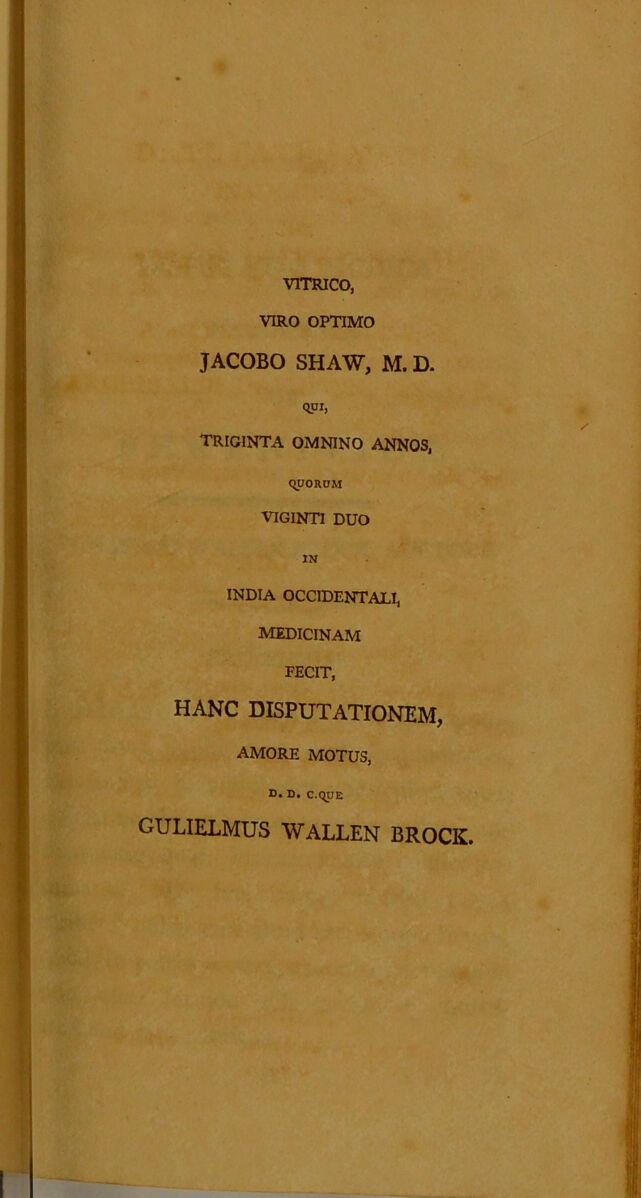 VITRICO,
VIRO OPTIMO
JACOBO SHAW, M. D.
QUI,
TRIGINTA OMNINO ANNOS,
QUORUM
VIGINTI DUO
IN
INDIA OCCIDENTALI,
MEDICINAM
FECIT,
HANC DISPUTATIONEM,
AMORE MOTUS,
D. D. C.QUE
GULIELMUS WALLEN BROCK.